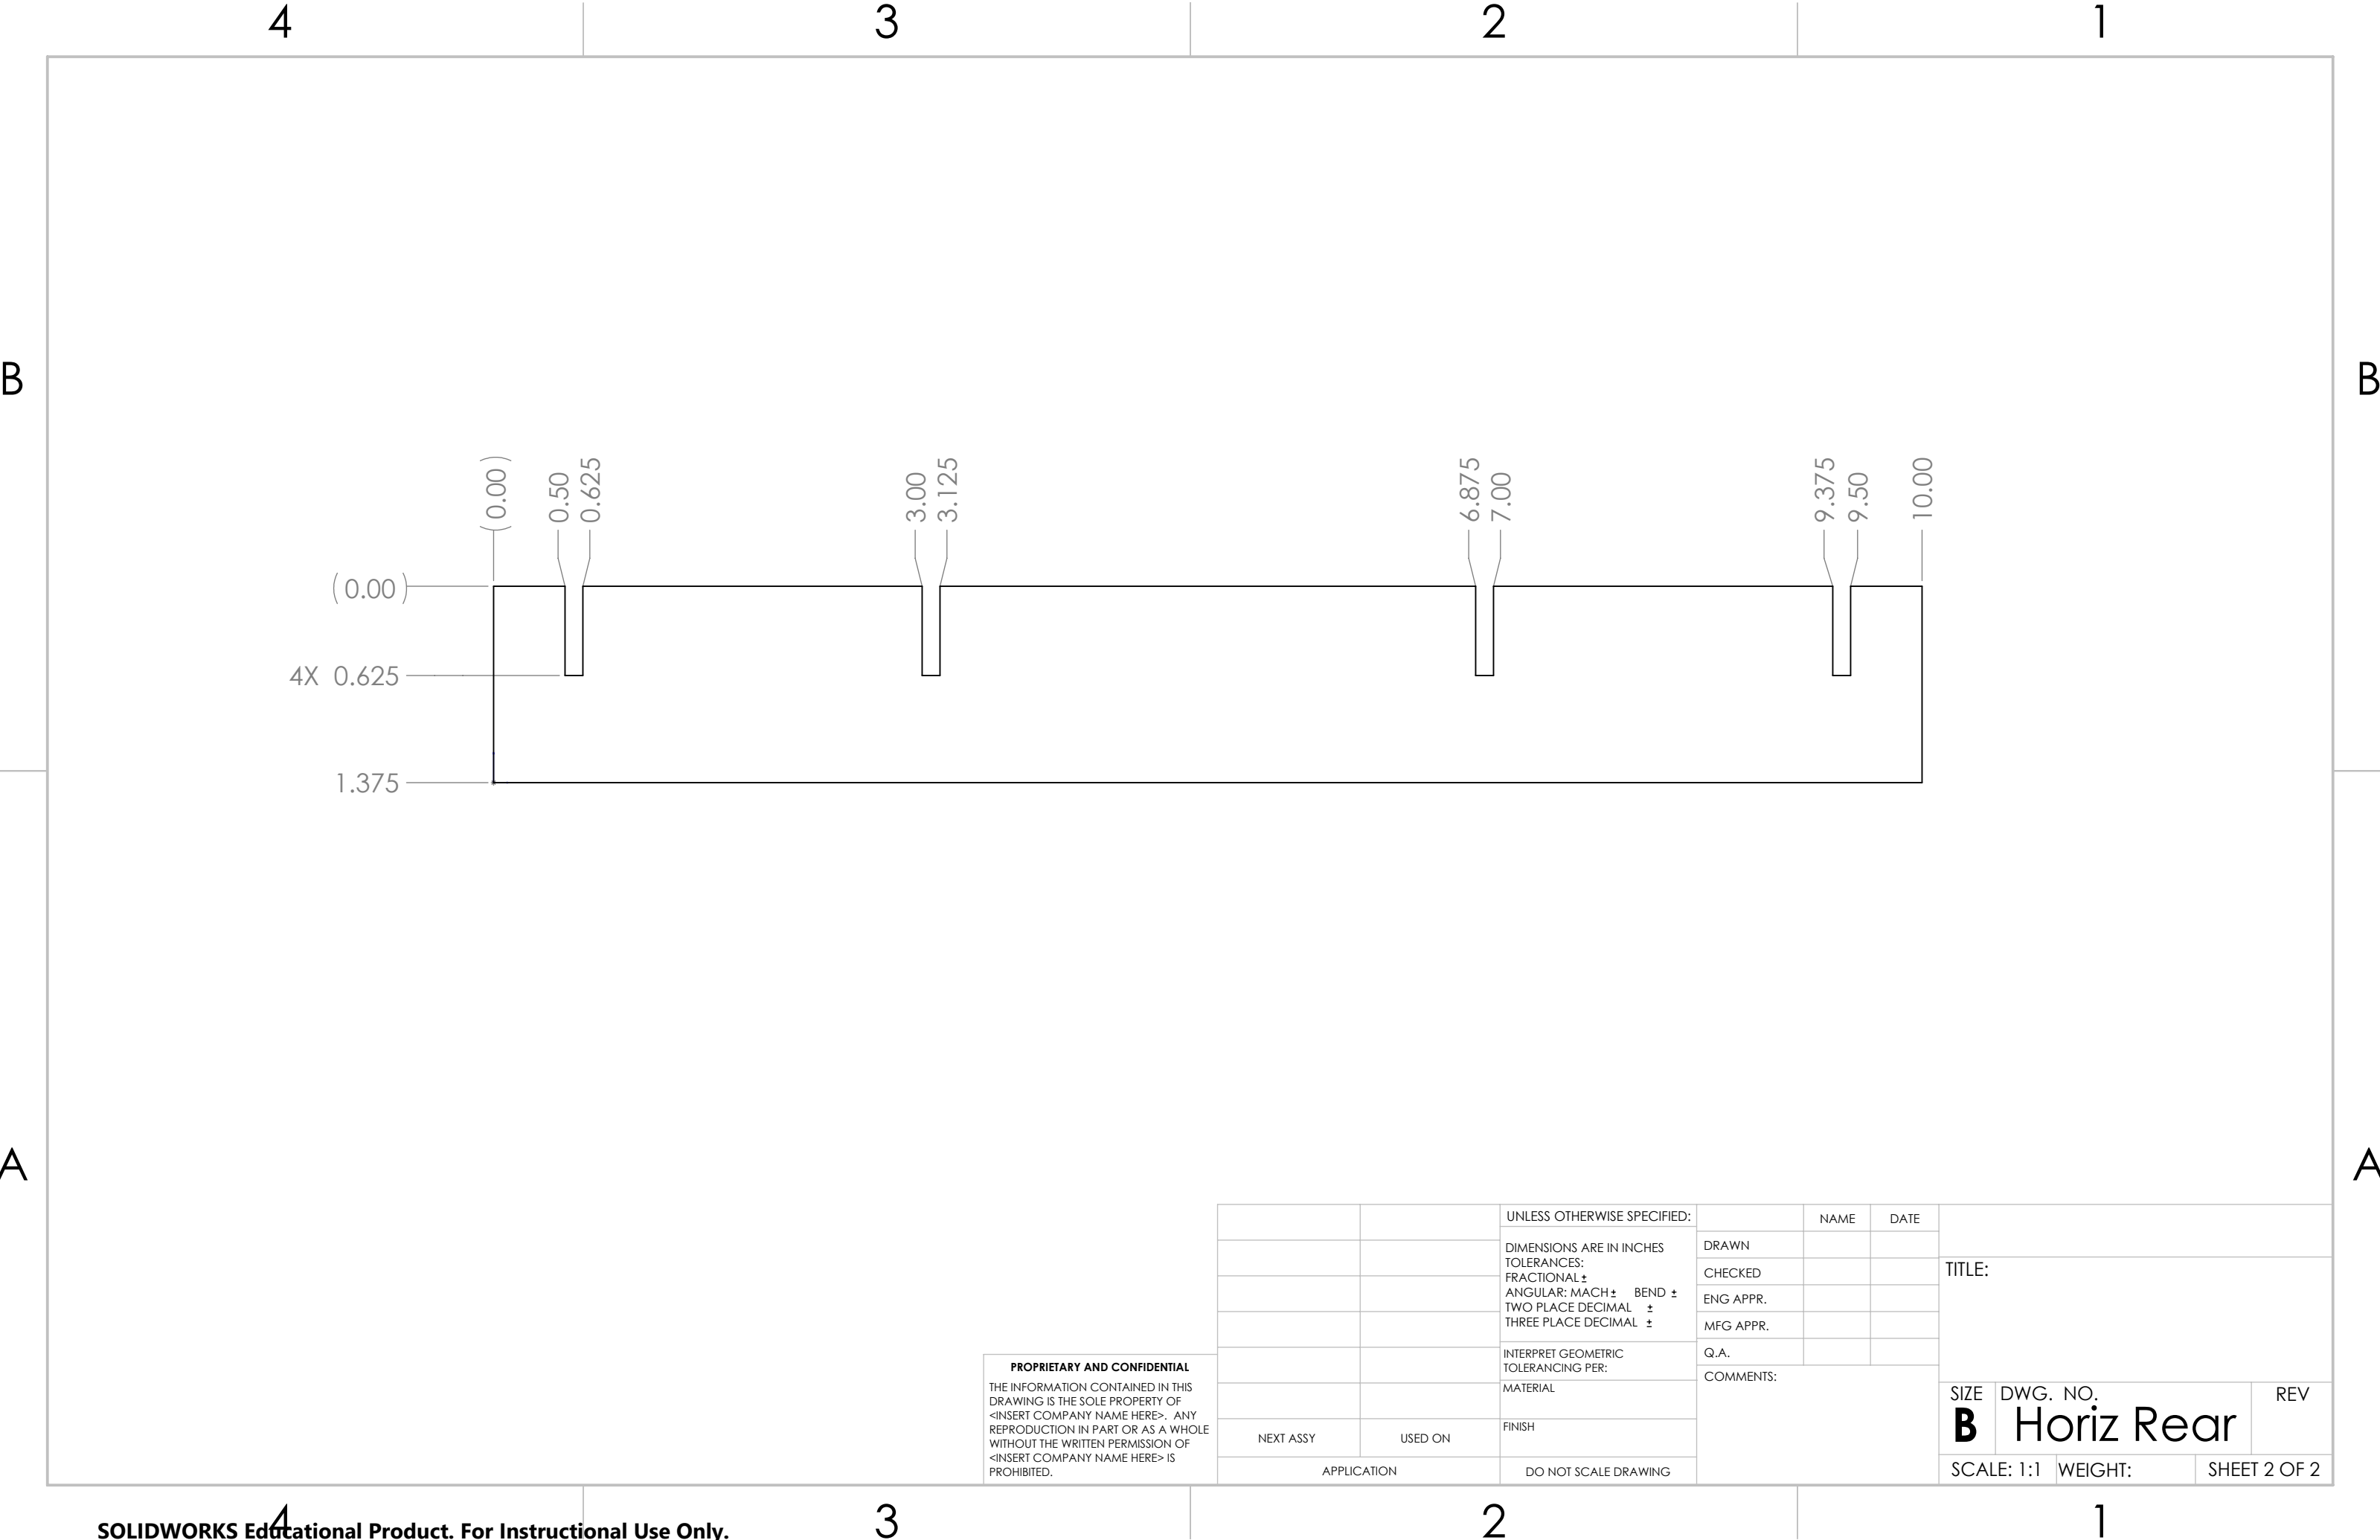 4 3 2 1
B B
(0.00) 0.50 0.625 3.00 3.125 6.875 7.00 9.375 9.50 10.00
(0.00)
4X 0.625
1.375
A A
UNLESS OTHERWISE SPECIFIED:
DIMENSIONS ARE IN INCHES
TOLERANCES:
FRACTIONAL ±
ANGULAR: MACH ± BEND ±
TWO PLACE DECIMAL ±
THREE PLACE DECIMAL ±
INTERPRET GEOMETRIC
TOLERANCING PER:
MATERIAL
FINISH
DO NOT SCALE DRAWING
NAME DATE
DRAWN
CHECKED
ENG APPR.
MFG APPR.
Q.A.
COMMENTS:
TITLE:
SIZE DWG. NO. REV
B Horiz Rear
SCALE: 1:1 WEIGHT: SHEET 2 OF 2
PROPRIETARY AND CONFIDENTIAL
THE INFORMATION CONTAINED IN THIS
DRAWING IS THE SOLE PROPERTY OF
<INSERT COMPANY NAME HERE>. ANY
REPRODUCTION IN PART OR AS A WHOLE
WITHOUT THE WRITTEN PERMISSION OF
<INSERT COMPANY NAME HERE> IS
PROHIBITED.
NEXT ASSY USED ON
APPLICATION
4 3 2 1
SOLIDWORKS Educational Product. For Instructional Use Only.